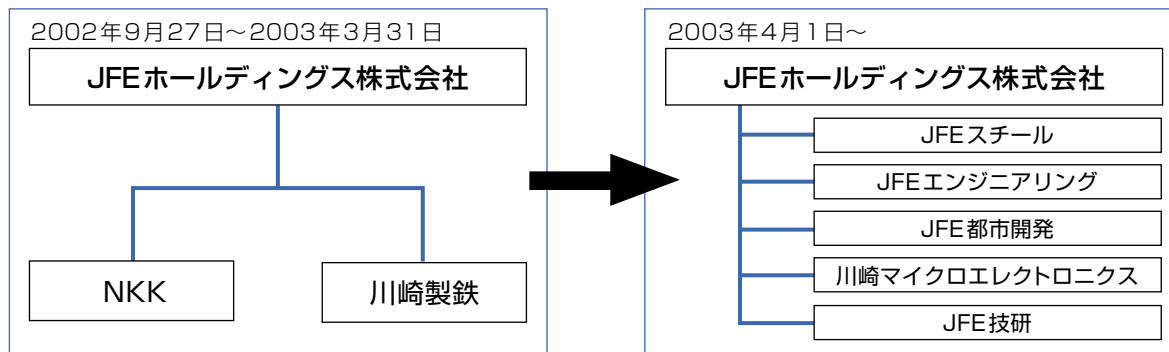 2002年9月27日～2003年3月31日
JFEホールディングス株式会社
NKK
川崎製鉄
2003年4月1日～
JFEホールディングス株式会社
JFEスチール
JFEエンジニアリング
JFE都市開発
川崎マイクロエレクトロニクス
JFE技研